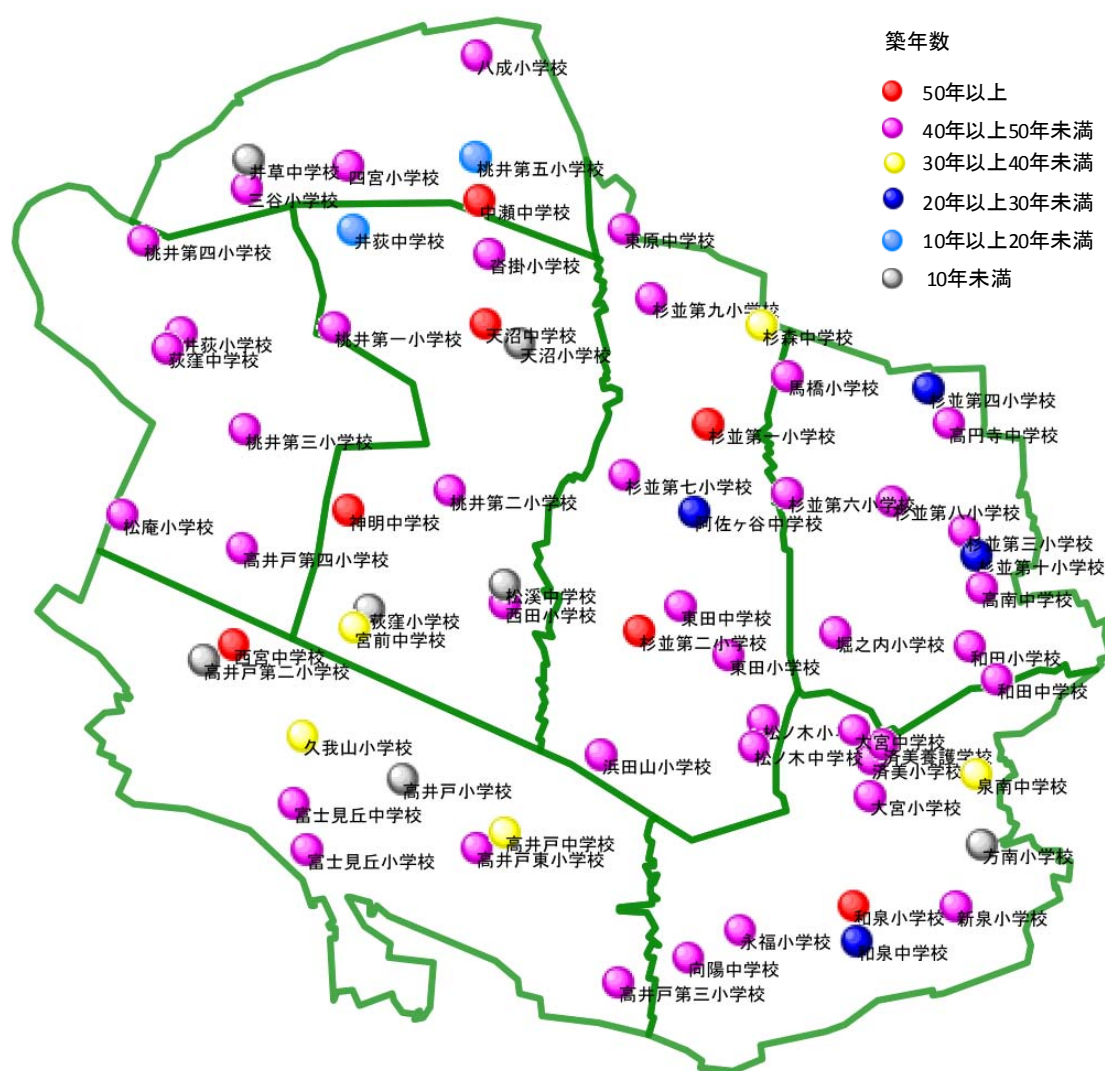 築年数
50年以上
40年以上50年未満
30年以上40年未満
20年以上30年未満
10年以上20年未満
10年未満
八成小学校
井草中学校
四宮小学校
桃井第五小学校
三谷小学校
中瀬中学校
桃井第四小学校
井荻中学校
東原中学校
沓掛小学校
杉並第九小学校
井荻小学校
荻窪中学校
桃井第一小学校
天沼中学校
天沼小学校
杉森中学校
馬橋小学校
杉並第四小学校
高円寺中学校
桃井第三小学校
杉並第一小学校
桃井第二小学校
杉並第七小学校
杉並第六小学校
杉並第八小学校
松庵小学校
神明中学校
阿佐ヶ谷中学校
杉並第三小学校
高井戸第四小学校
杉並第十小学校
松溪中学校
西田小学校
高南中学校
荻窪小学校
宮前中学校
東田中学校
杉並第二小学校
堀之内小学校
西宮中学校
高井戸第二小学校
東田小学校
和田小学校
和田中学校
久我山小学校
松ノ木小
大宮中学校
松ノ木中学校
済美養護学校
浜田山小学校
済美小学校
泉南中学校
高井戸小学校
富士見丘中学校
大宮小学校
高井戸中学校
高井戸東小学校
富士見丘小学校
方南小学校
和泉小学校
新泉小学校
永福小学校
和泉中学校
向陽中学校
高井戸第三小学校